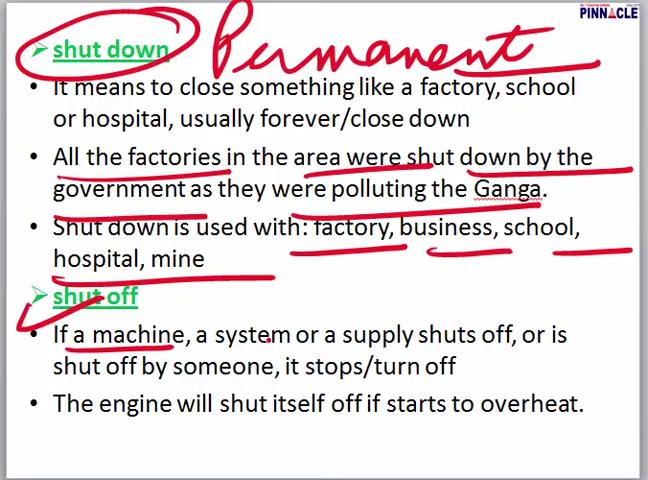 PINNACLE
➢ shut down Permanent
• It means to close something like a factory, school
or hospital, usually forever/close down
• All the factories in the area were shut down by the
government as they were polluting the Ganga.
• Shut down is used with: factory, business, school,
hospital, mine
➢ shut off
• If a machine, a system or a supply shuts off, or is
shut off by someone, it stops/turn off
• The engine will shut itself off if starts to overheat.